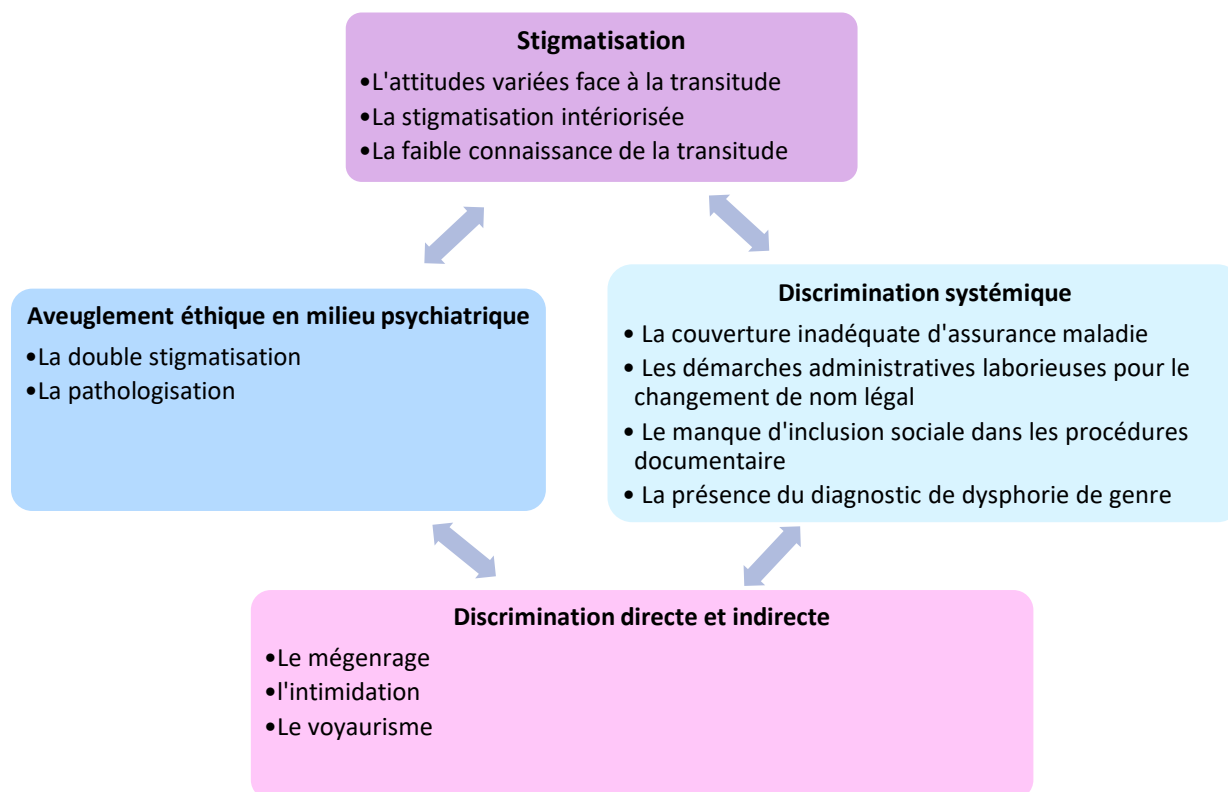 Stigmatisation
•L'attitudes variées face à la transitude
•La stigmatisation intériorisée
•La faible connaissance de la transitude
Aveuglement éthique en milieu psychiatrique
•La double stigmatisation
•La pathologisation
Discrimination systémique
• La couverture inadéquate d'assurance maladie
• Les démarches administratives laborieuses pour le
changement de nom légal
• Le manque d'inclusion sociale dans les procédures
documentaire
• La présence du diagnostic de dysphorie de genre
Discrimination directe et indirecte
•Le mégenrage
•l'intimidation
•Le voyaurisme